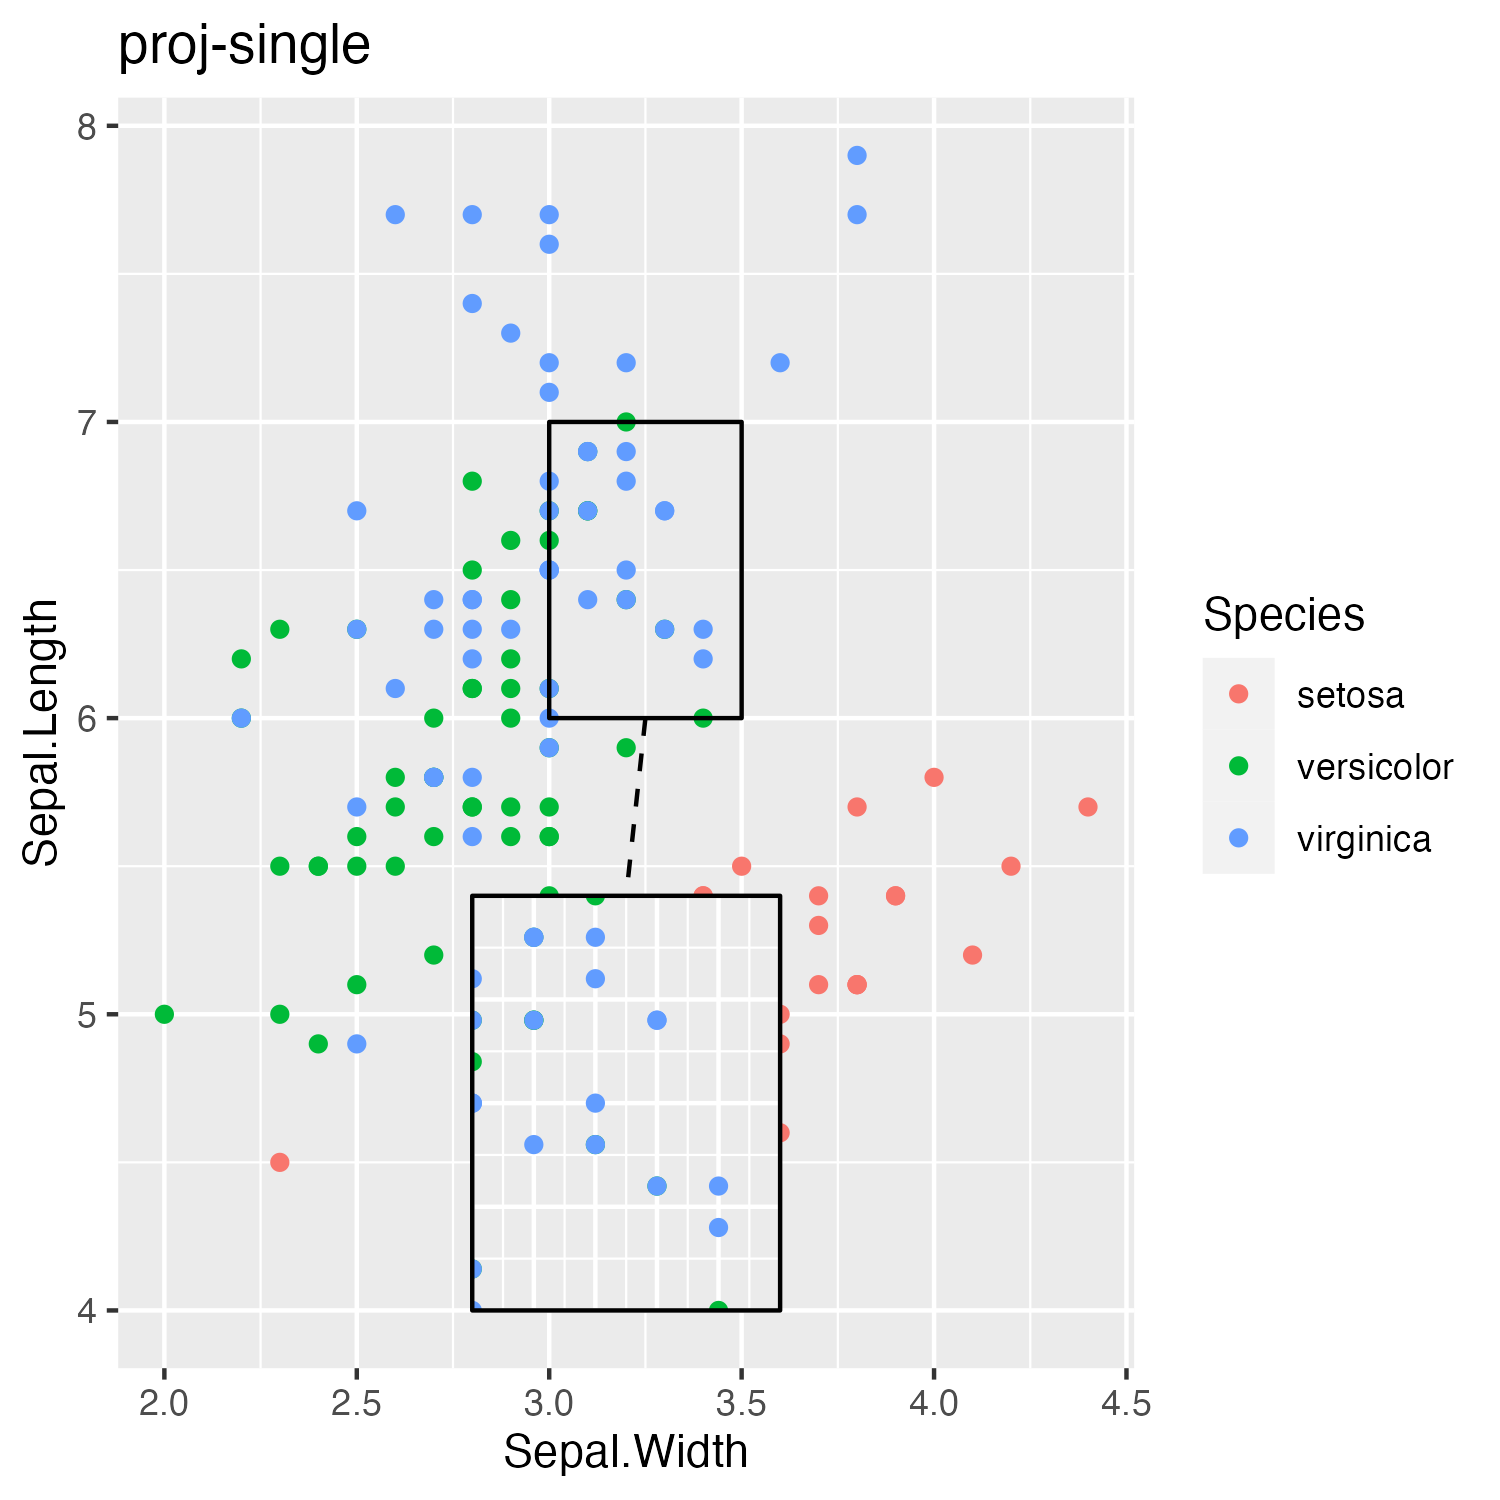 proj-single
8
7
6
5
4
Sepal.Length
2.0 2.5 3.0 3.5 4.0 4.5
Sepal.Width
Species
setosa
versicolor
virginica